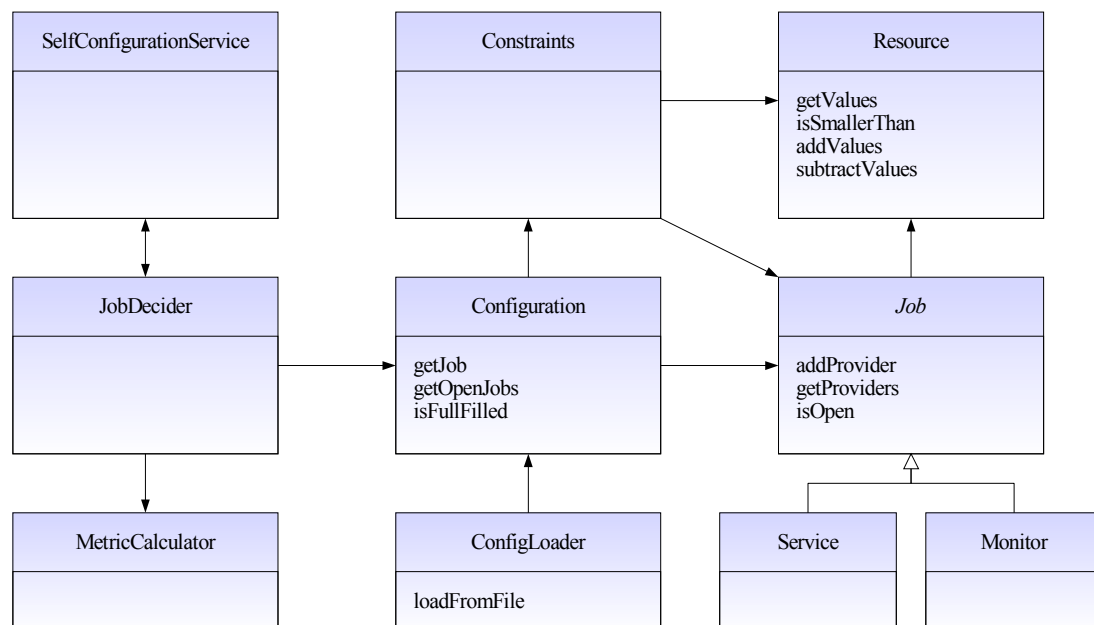 SelfConfigurationService
Constraints
Resource
getValues
isSmallerThan
addValues
subtractValues
JobDecider
Configuration
getJob
getOpenJobs
isFullFilled
Job
addProvider
getProviders
isOpen
MetricCalculator
ConfigLoader
loadFromFile
Service
Monitor